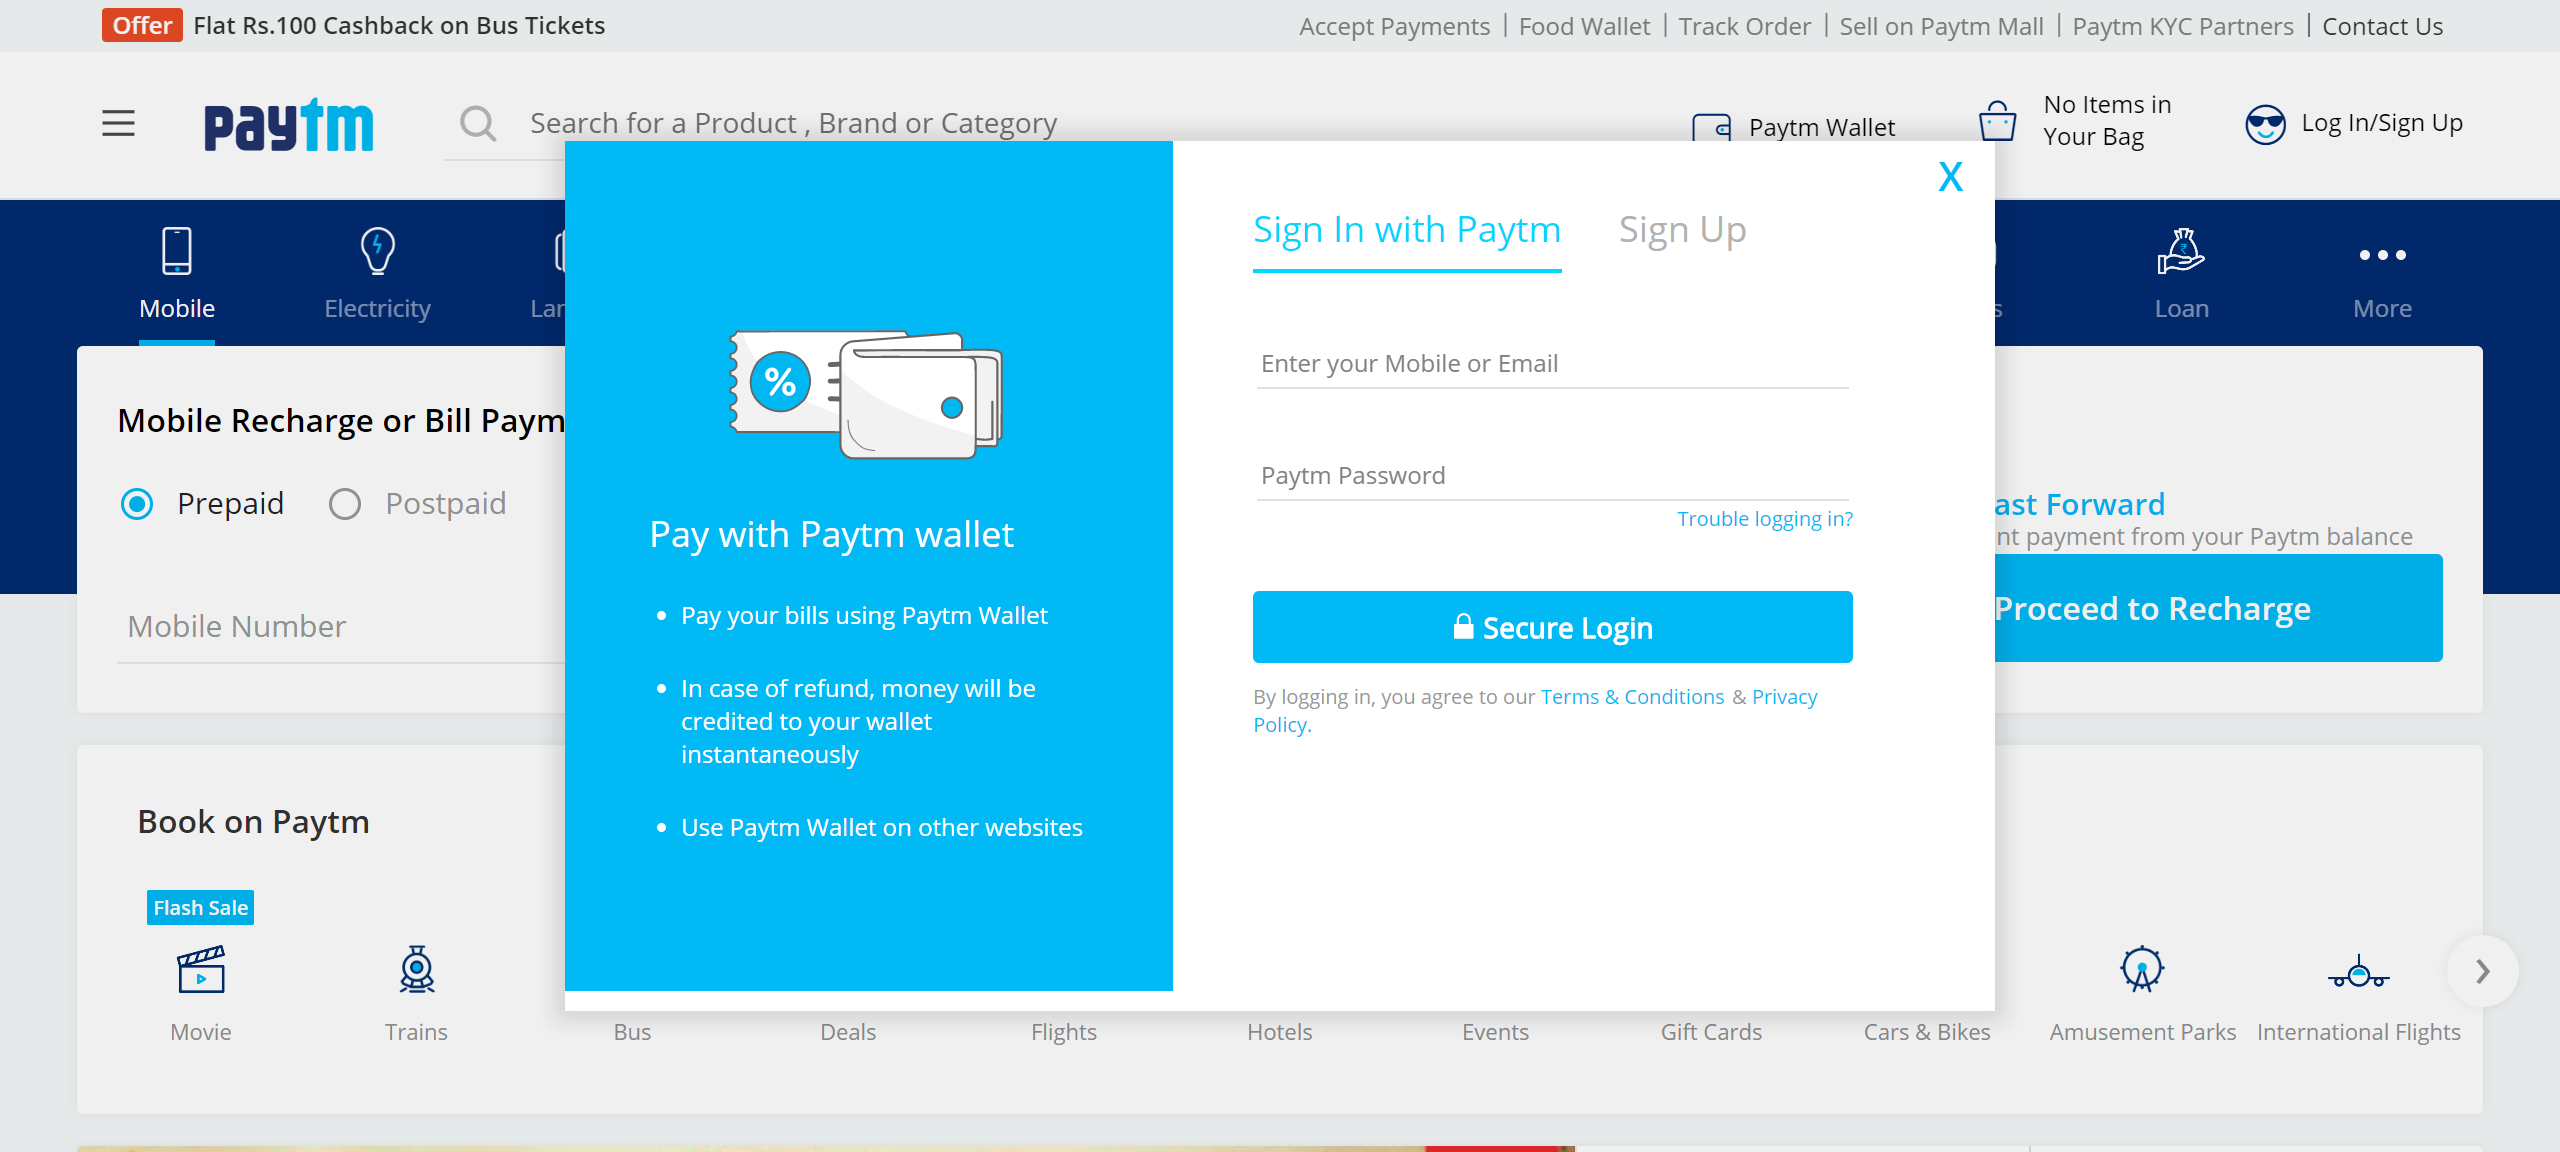 Offer Flat Rs.100 Cashback on Bus Tickets
Accept Payments | Food Wallet | Track Order | Sell on Paytm Mall | Paytm KYC Partners | Contact Us
paytm
Search for a Product , Brand or Category
Paytm Wallet
No Items in
Your Bag
Log In/Sign Up
Mobile
Electricity
Lar
s
Loan
More
X
Sign In with Paytm
Sign Up
Enter your Mobile or Email
Paytm Password
Trouble logging in?
Secure Login
By logging in, you agree to our Terms & Conditions & Privacy
Policy.
%
Pay with Paytm wallet
• Pay your bills using Paytm Wallet
• In case of refund, money will be
credited to your wallet
instantaneously
• Use Paytm Wallet on other websites
Mobile Recharge or Bill Paym
Prepaid
Postpaid
Mobile Number
ast Forward
nt payment from your Paytm balance
Proceed to Recharge
Book on Paytm
Flash Sale
Movie
Trains
Bus
Deals
Flights
Hotels
Events
Gift Cards
Cars & Bikes
Amusement Parks
International Flights